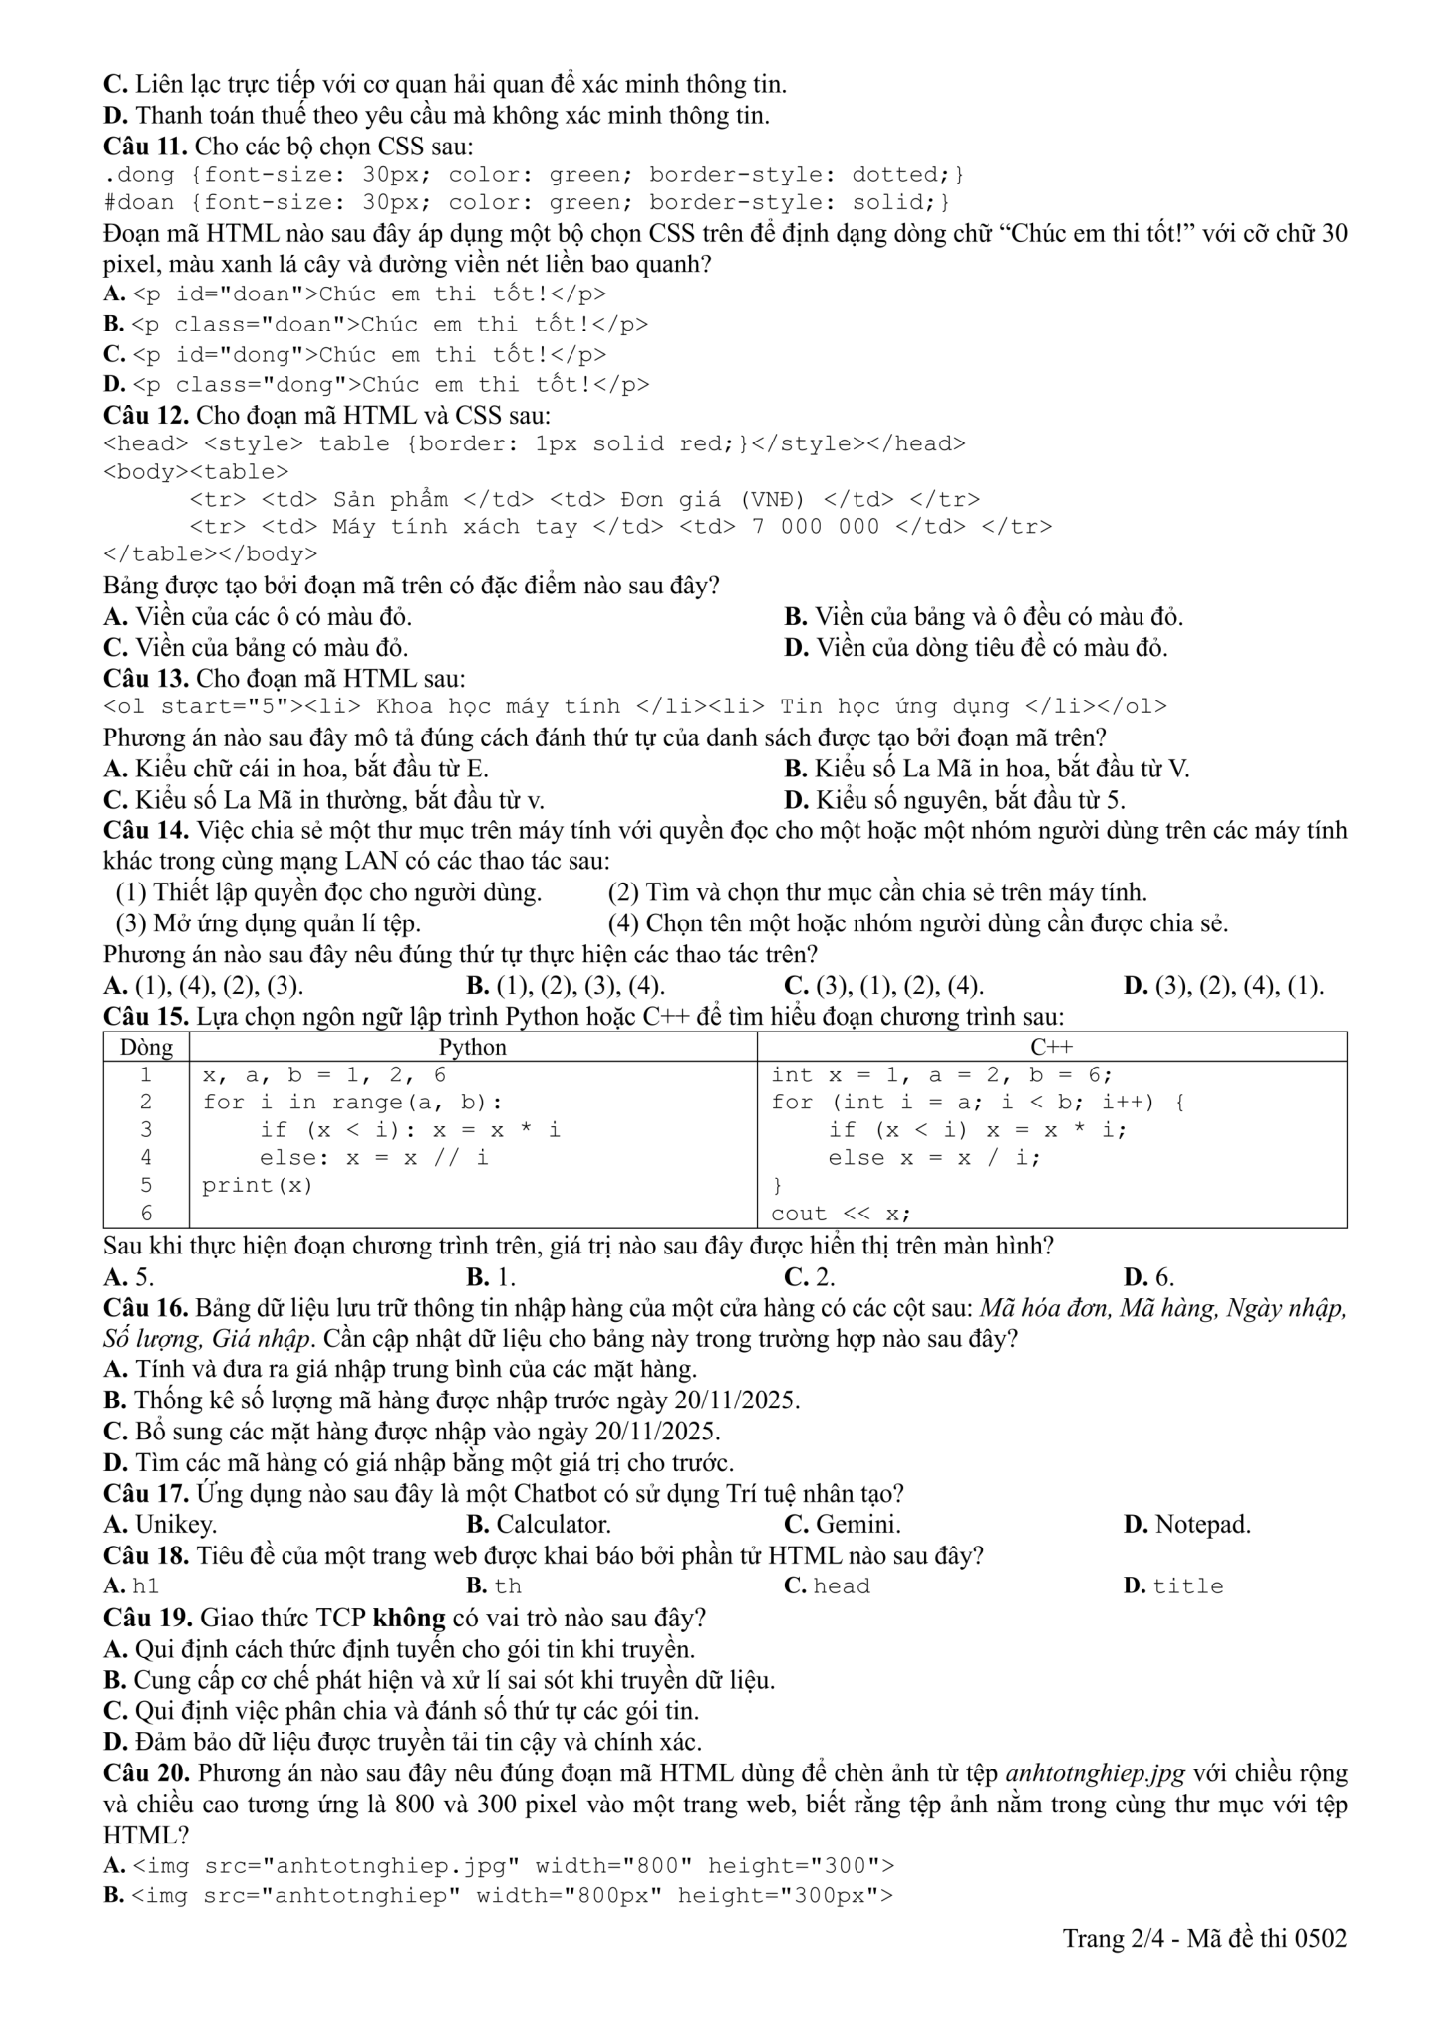 C. Liên lạc trực tiếp với cơ quan hải quan để xác minh thông tin.
D. Thanh toán thuế theo yêu cầu mà không xác minh thông tin.
Câu 11. Cho các bộ chọn CSS sau:
.dong {font-size: 30px; color: green; border-style: dotted;}
#doan {font-size: 30px; color: green; border-style: solid;}
Đoạn mã HTML nào sau đây áp dụng một bộ chọn CSS trên để định dạng dòng chữ “Chúc em thi tốt!” với cỡ chữ 30
pixel, màu xanh lá cây và đường viền nét liền bao quanh?
A. <p id="doan">Chúc em thi tốt!</p>
B. <p class="doan">Chúc em thi tốt!</p>
C. <p id="dong">Chúc em thi tốt!</p>
D. <p class="dong">Chúc em thi tốt!</p>
Câu 12. Cho đoạn mã HTML và CSS sau:
<head> <style> table {border: 1px solid red;}</style></head>
<body><table>
<tr> <td> Sản phẩm </td> <td> Đơn giá (VNĐ) </td> </tr>
<tr> <td> Máy tính xách tay </td> <td> 7 000 000 </td> </tr>
</table></body>
Bảng được tạo bởi đoạn mã trên có đặc điểm nào sau đây?
A. Viền của các ô có màu đỏ. B. Viền của bảng và ô đều có màu đỏ.
C. Viền của bảng có màu đỏ. D. Viền của dòng tiêu đề có màu đỏ.
Câu 13. Cho đoạn mã HTML sau:
<ol start="5"><li> Khoa học máy tính </li><li> Tin học ứng dụng </li></ol>
Phương án nào sau đây mô tả đúng cách đánh thứ tự của danh sách được tạo bởi đoạn mã trên?
A. Kiểu chữ cái in hoa, bắt đầu từ E. B. Kiểu số La Mã in hoa, bắt đầu từ V.
C. Kiểu số La Mã in thường, bắt đầu từ v. D. Kiểu số nguyên, bắt đầu từ 5.
Câu 14. Việc chia sẻ một thư mục trên máy tính với quyền đọc cho một hoặc một nhóm người dùng trên các máy tính
khác trong cùng mạng LAN có các thao tác sau:
(1) Thiết lập quyền đọc cho người dùng. (2) Tìm và chọn thư mục cần chia sẻ trên máy tính.
(3) Mở ứng dụng quản lí tệp. (4) Chọn tên một hoặc nhóm người dùng cần được chia sẻ.
Phương án nào sau đây nêu đúng thứ tự thực hiện các thao tác trên?
A. (1), (4), (2), (3). B. (1), (2), (3), (4). C. (3), (1), (2), (4). D. (3), (2), (4), (1).
Câu 15. Lựa chọn ngôn ngữ lập trình Python hoặc C++ để tìm hiểu đoạn chương trình sau:
Dòng Python C++
1 x, a, b = 1, 2, 6 int x = 1, a = 2, b = 6;
2 for i in range(a, b): for (int i = a; i < b; i++) {
3 if (x < i): x = x * i if (x < i) x = x * i;
4 else: x = x // i else x = x / i;
5 print(x) }
6 cout << x;
Sau khi thực hiện đoạn chương trình trên, giá trị nào sau đây được hiển thị trên màn hình?
A. 5. B. 1. C. 2. D. 6.
Câu 16. Bảng dữ liệu lưu trữ thông tin nhập hàng của một cửa hàng có các cột sau: Mã hóa đơn, Mã hàng, Ngày nhập,
Số lượng, Giá nhập. Cần cập nhật dữ liệu cho bảng này trong trường hợp nào sau đây?
A. Tính và đưa ra giá nhập trung bình của các mặt hàng.
B. Thống kê số lượng mã hàng được nhập trước ngày 20/11/2025.
C. Bổ sung các mặt hàng được nhập vào ngày 20/11/2025.
D. Tìm các mã hàng có giá nhập bằng một giá trị cho trước.
Câu 17. Ứng dụng nào sau đây là một Chatbot có sử dụng Trí tuệ nhân tạo?
A. Unikey. B. Calculator. C. Gemini. D. Notepad.
Câu 18. Tiêu đề của một trang web được khai báo bởi phần tử HTML nào sau đây?
A. h1 B. th C. head D. title
Câu 19. Giao thức TCP không có vai trò nào sau đây?
A. Qui định cách thức định tuyến cho gói tin khi truyền.
B. Cung cấp cơ chế phát hiện và xử lí sai sót khi truyền dữ liệu.
C. Qui định việc phân chia và đánh số thứ tự các gói tin.
D. Đảm bảo dữ liệu được truyền tải tin cậy và chính xác.
Câu 20. Phương án nào sau đây nêu đúng đoạn mã HTML dùng để chèn ảnh từ tệp anhtotnghiep.jpg với chiều rộng
và chiều cao tương ứng là 800 và 300 pixel vào một trang web, biết rằng tệp ảnh nằm trong cùng thư mục với tệp
HTML?
A. <img src="anhtotnghiep.jpg" width="800" height="300">
B. <img src="anhtotnghiep" width="800px" height="300px">
Trang 2/4 - Mã đề thi 0502